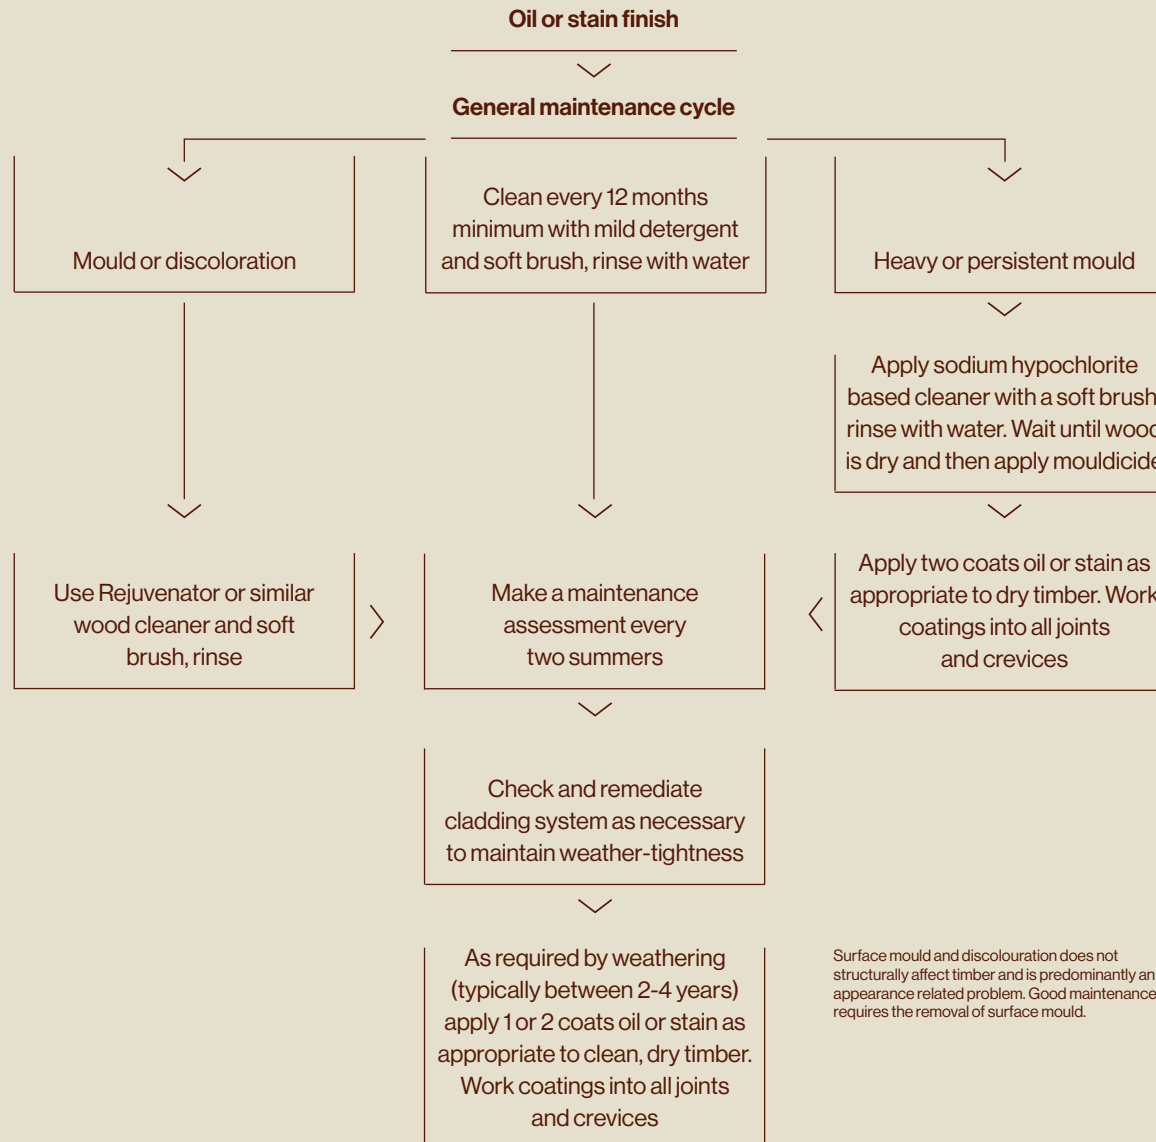 Oil or stain finish
General maintenance cycle
Mould or discoloration
Clean every 12 months
minimum with mild detergent
and soft brush, rinse with water
Heavy or persistent mould
Apply sodium hypochlorite
based cleaner with a soft brush
rinse with water. Wait until wood
is dry and then apply mouldicide
Use Rejuvenator or similar
wood cleaner and soft
brush, rinse
Make a maintenance
assessment every
two summers
Apply two coats oil or stain as
appropriate to dry timber. Work
coatings into all joints
and crevices
Check and remediate
cladding system as necessary
to maintain weather-tightness
As required by weathering
(typically between 2-4 years)
apply 1 or 2 coats oil or stain as
appropriate to clean, dry timber.
Work coatings into all joints
and crevices
Surface mould and discolouration does not
structurally affect timber and is predominantly an
appearance related problem. Good maintenance
requires the removal of surface mould.